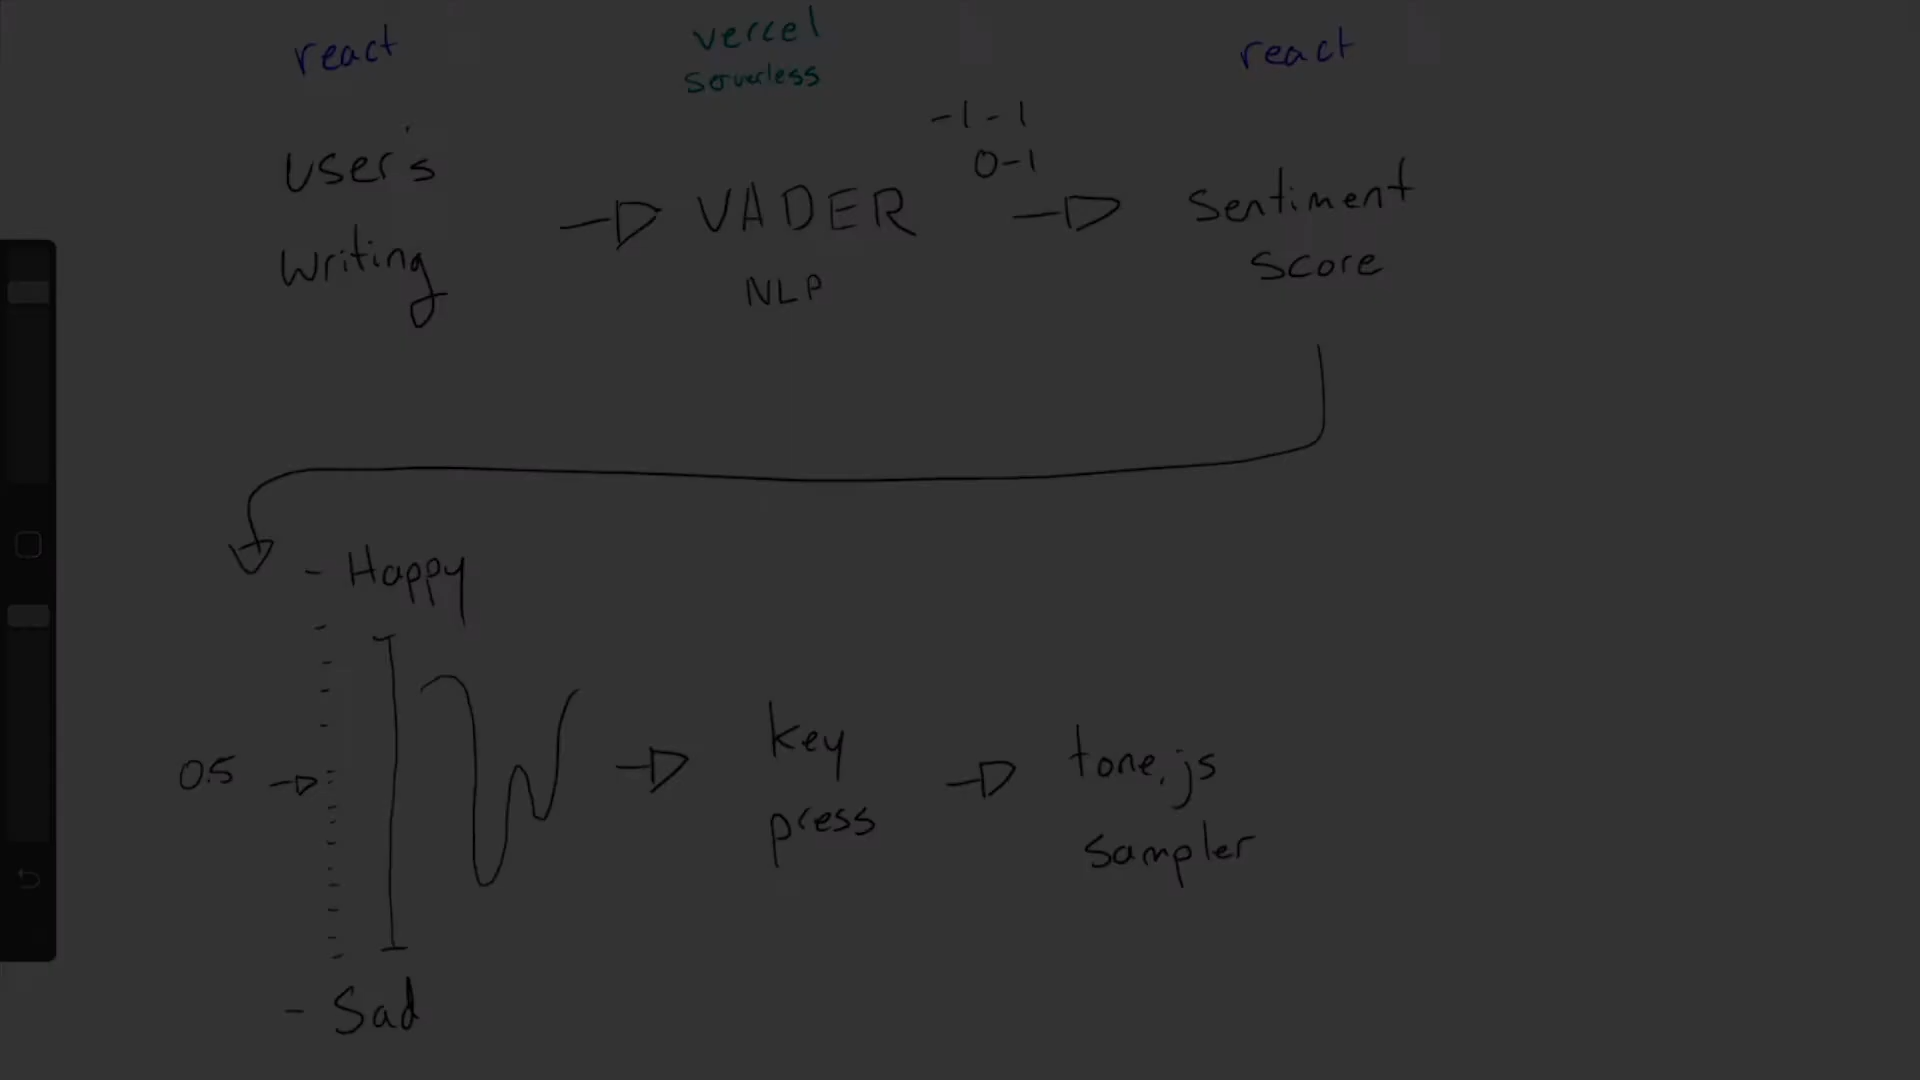 react
vercel
serverless
react
user's
writing
VADER
NLP
-1 - 1
0-1
Sentiment
Score
- Happy
0.5
- Sad
key
press
tone.js
sampler